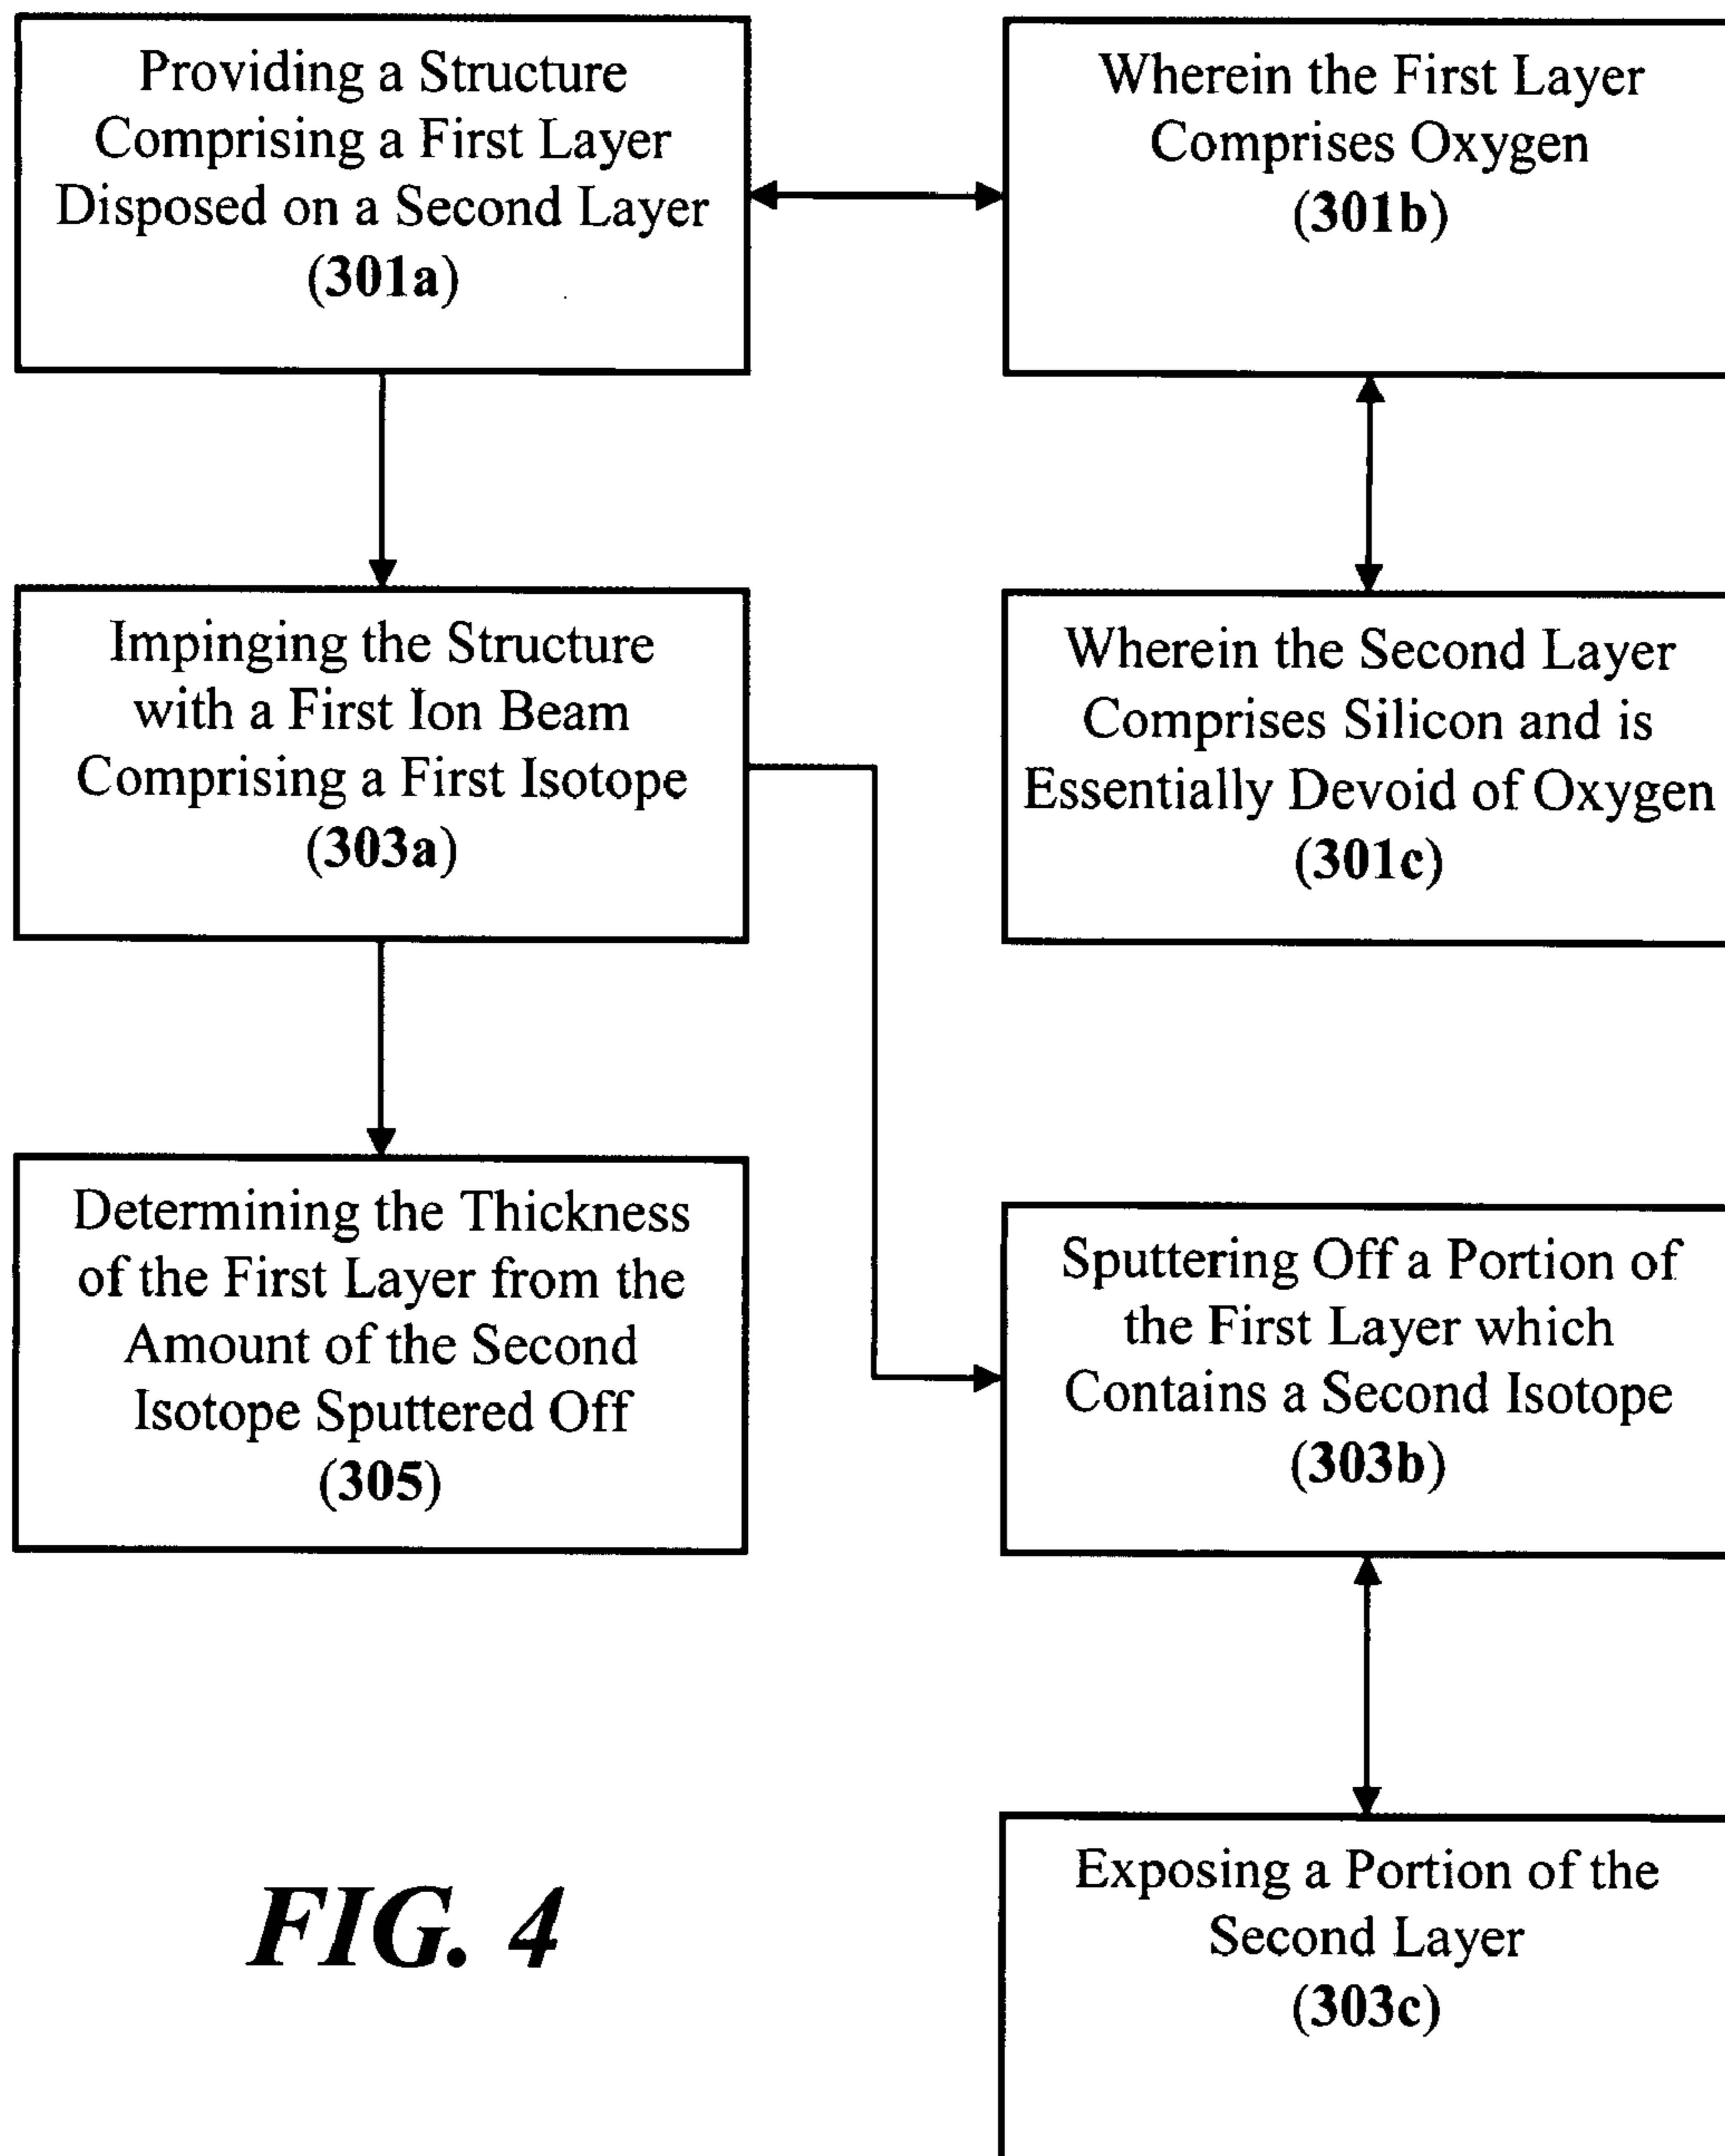 Providing a Structure
Comprising a First Layer
Disposed on a Second Layer
(301a)
Wherein the First Layer
Comprises Oxygen
(301b)
Impinging the Structure
with a First Ion Beam
Comprising a First Isotope
(303a)
Wherein the Second Layer
Comprises Silicon and is
Essentially Devoid of Oxygen
(301c)
Determining the Thickness
of the First Layer from the
Amount of the Second
Isotope Sputtered Off
(305)
Sputtering Off a Portion of
the First Layer which
Contains a Second Isotope
(303b)
Exposing a Portion of the
Second Layer
(303c)
FIG. 4